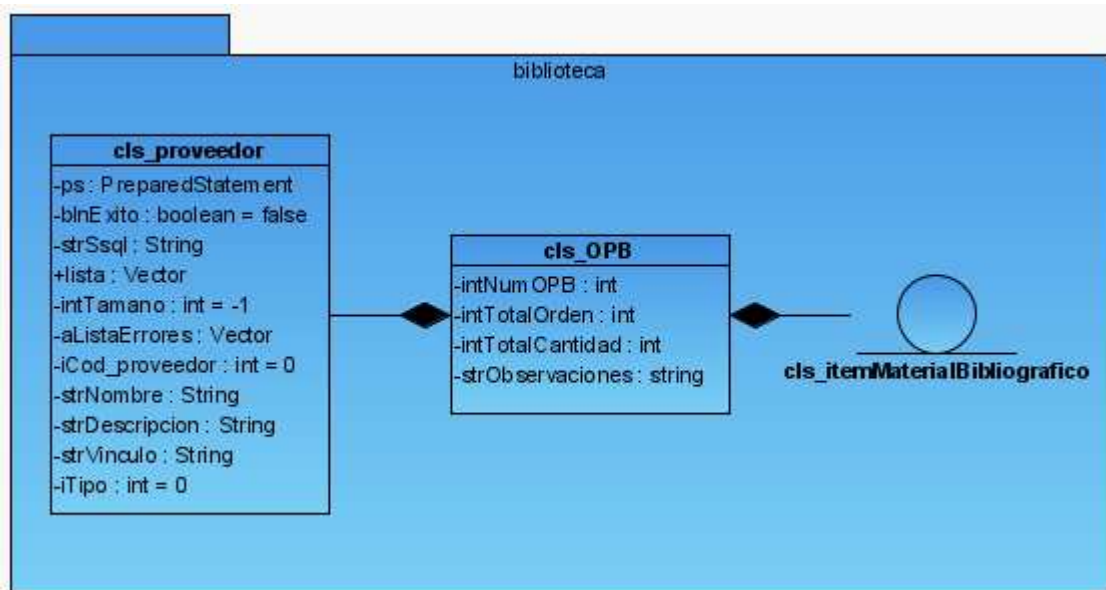 biblioteca
cls_proveedor
-ps : PreparedStatement
-blnExito : boolean = false
-strSsql : String
+lista : Vector
-intTamano : int = -1
-aListaErrores : Vector
-iCod_proveedor : int = 0
-strNombre : String
-strDescripcion : String
-strVinculo : String
-iTipo : int = 0
cls_OPB
-intNumOPB : int
-intTotalOrden : int
-intTotalCantidad : int
-strObservaciones : string
cls_itemMaterialBibliografico